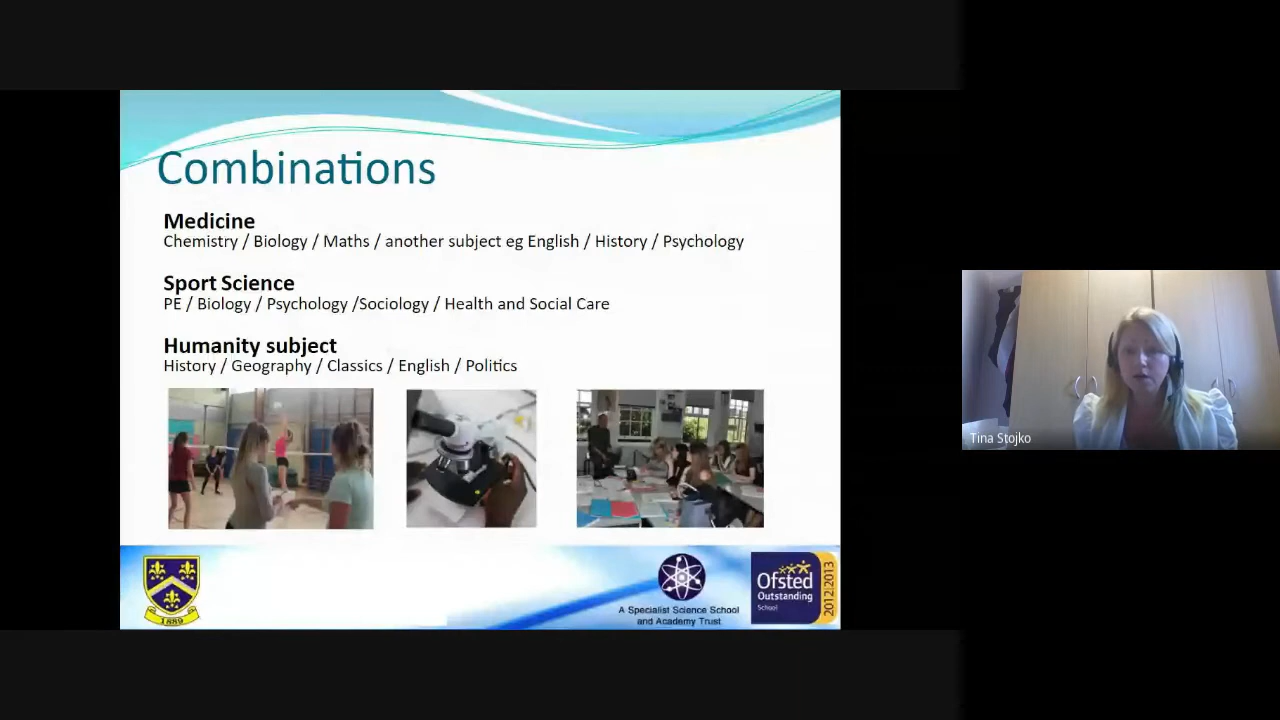 Combinations
Medicine
Chemistry / Biology / Maths / another subject eg English / History / Psychology
Sport Science
PE / Biology / Psychology /Sociology / Health and Social Care
Humanity subject
History / Geography / Classics / English / Politics
1889
A Specialist Science School
and Academy Trust
Ofsted
Outstanding
School
2012|2013
Tina Stojko